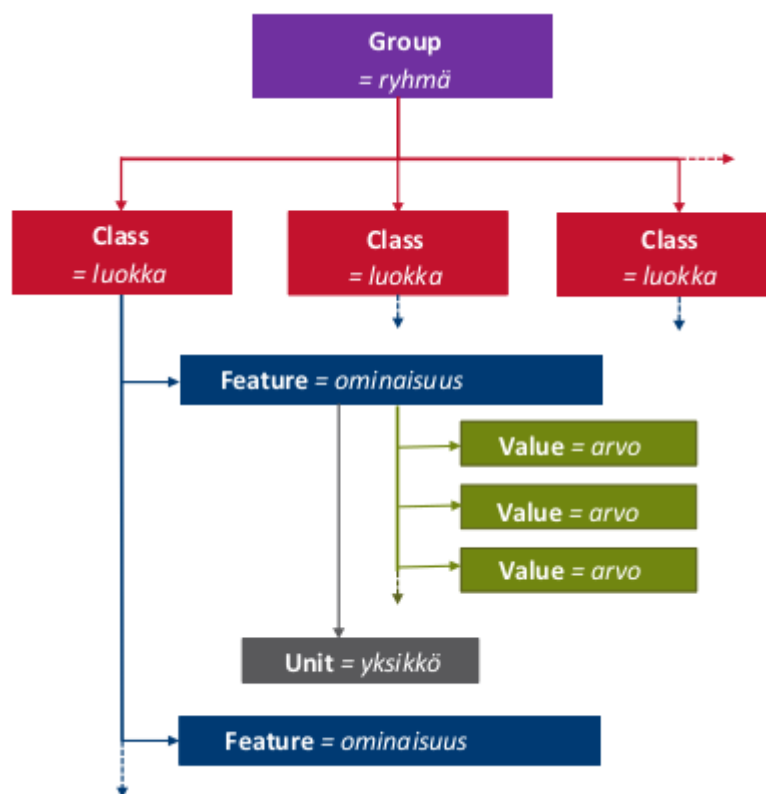 Group
= ryhmä
Class
= luokka
Class
= luokka
Class
= luokka
Feature = ominaisuus
Value = arvo
Value = arvo
Value = arvo
Unit = yksikkö
Feature = ominaisuus